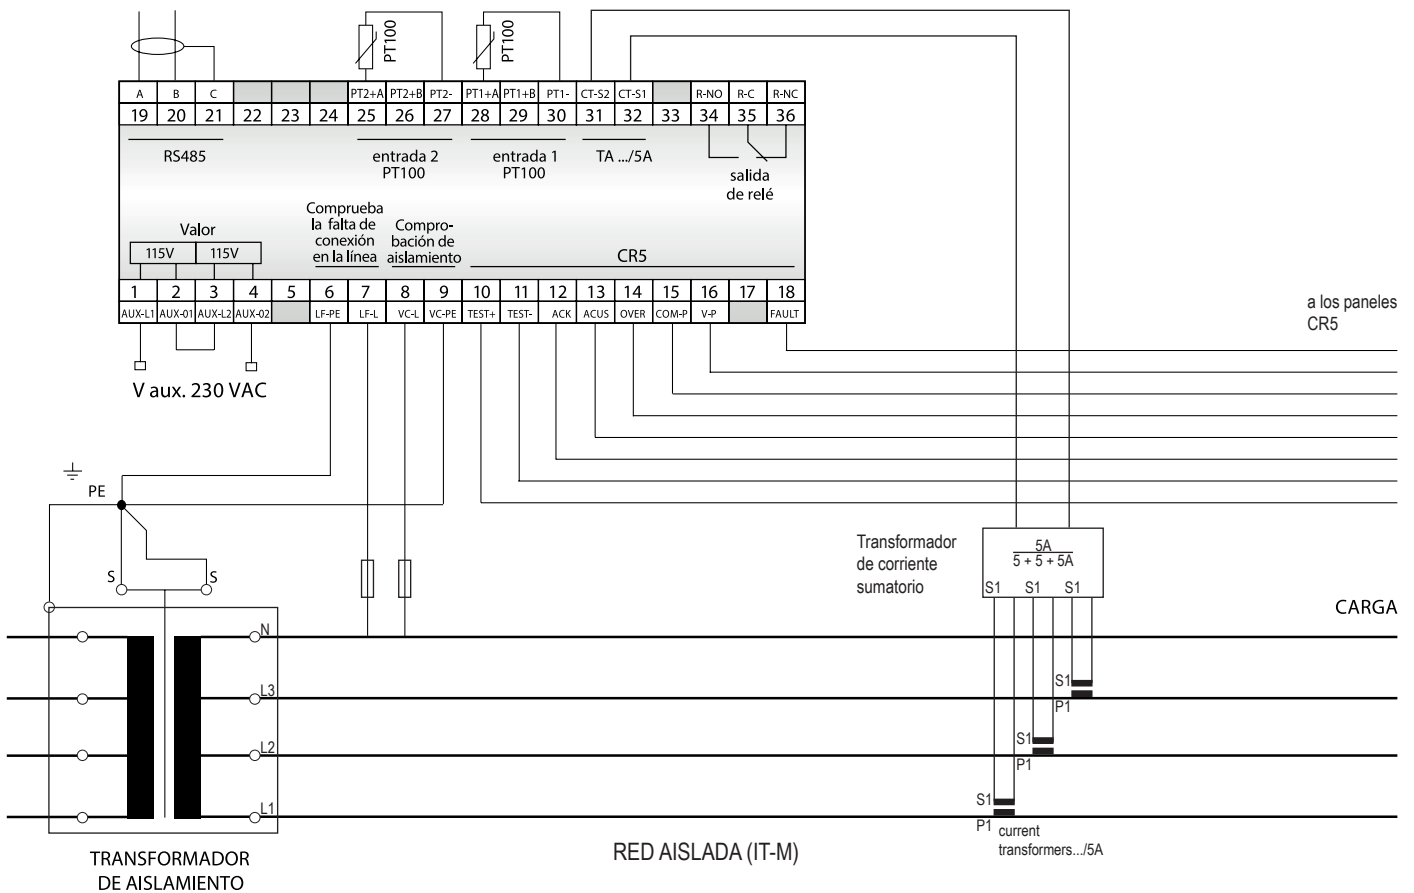 PT100
PT100
A B C PT2+A PT2+B PT2- PT1+A PT1+B PT1- CT-S2 CT-S1 R-NO R-C R-NC
19 20 21 22 23 24 25 26 27 28 29 30 31 32 33 34 35 36
RS485
entrada 2
PT100
entrada 1
PT100
TA .../5A
salida
de relé
Valor
115V 115V
Comprueba
la falta de
conexión
en la línea
Compro-
bación de
aislamiento
CR5
1 2 3 4 5 6 7 8 9 10 11 12 13 14 15 16 17 18
AUX-L1 AUX-01 AUX-L2 AUX-02 LF-PE LF-L VC-L VC-PE TEST+ TEST- ACK ACUS OVER COM-P V-P FAULT
V aux. 230 VAC
a los paneles
CR5
PE
S S
Transformador
de corriente
sumatorio
5A
5 + 5 + 5A
S1 S1 S1
CARGA
N
L3
S1
P1
L2
S1
P1
L1
S1
P1
current
transformers.../5A
RED AISLADA (IT-M)
TRANSFORMADOR
DE AISLAMIENTO